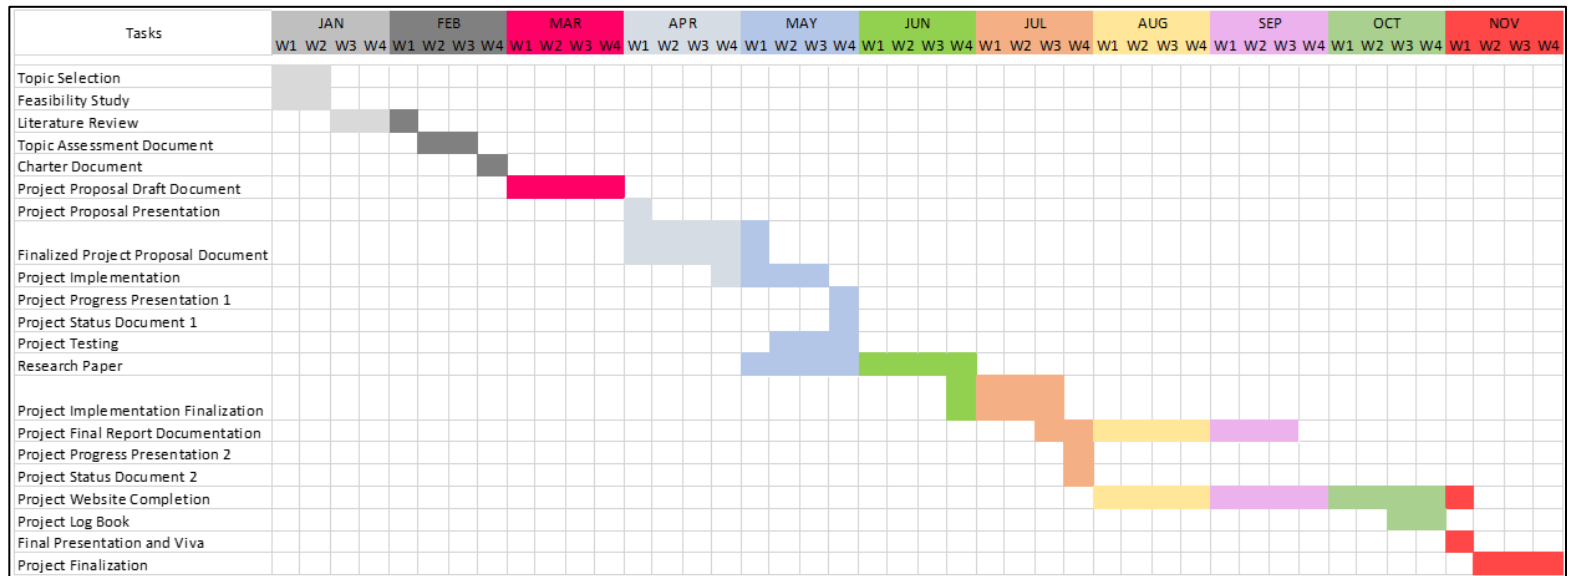 Tasks JAN FEB MAR APR MAY JUN JUL AUG SEP OCT NOV
W1 W2 W3 W4 W1 W2 W3 W4 W1 W2 W3 W4 W1 W2 W3 W4 W1 W2 W3 W4 W1 W2 W3 W4 W1 W2 W3 W4 W1 W2 W3 W4 W1 W2 W3 W4 W1 W2 W3 W4 W1 W2 W3 W4
Topic Selection
Feasibility Study
Literature Review
Topic Assessment Document
Charter Document
Project Proposal Draft Document
Project Proposal Presentation
Finalized Project Proposal Document
Project Implementation
Project Progress Presentation 1
Project Status Document 1
Project Testing
Research Paper
Project Implementation Finalization
Project Final Report Documentation
Project Progress Presentation 2
Project Status Document 2
Project Website Completion
Project Log Book
Final Presentation and Viva
Project Finalization